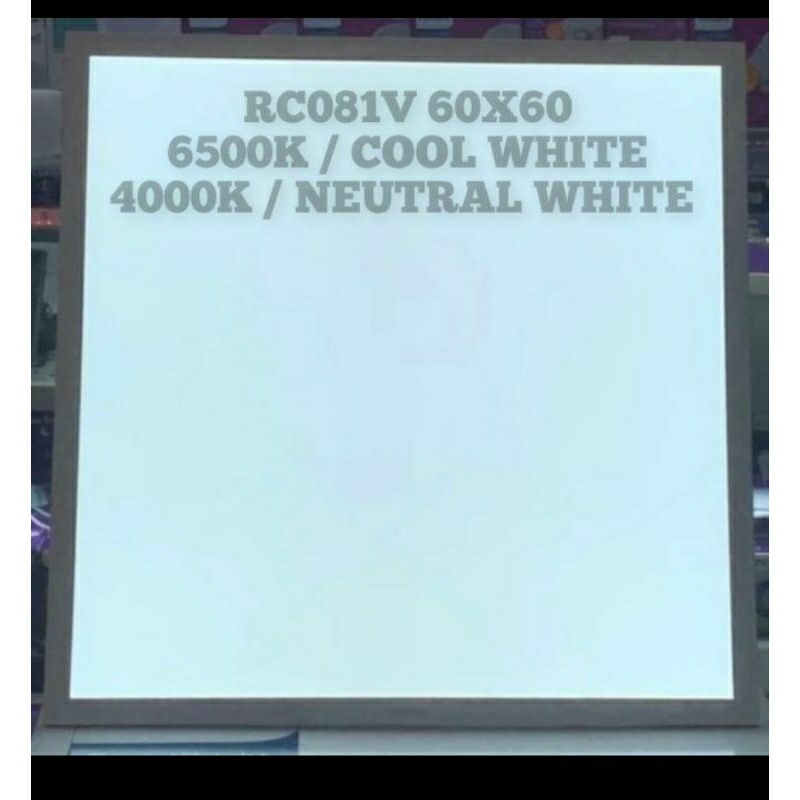 RC081V 60X60
6500K / COOL WHITE
4000K / NEUTRAL WHITE